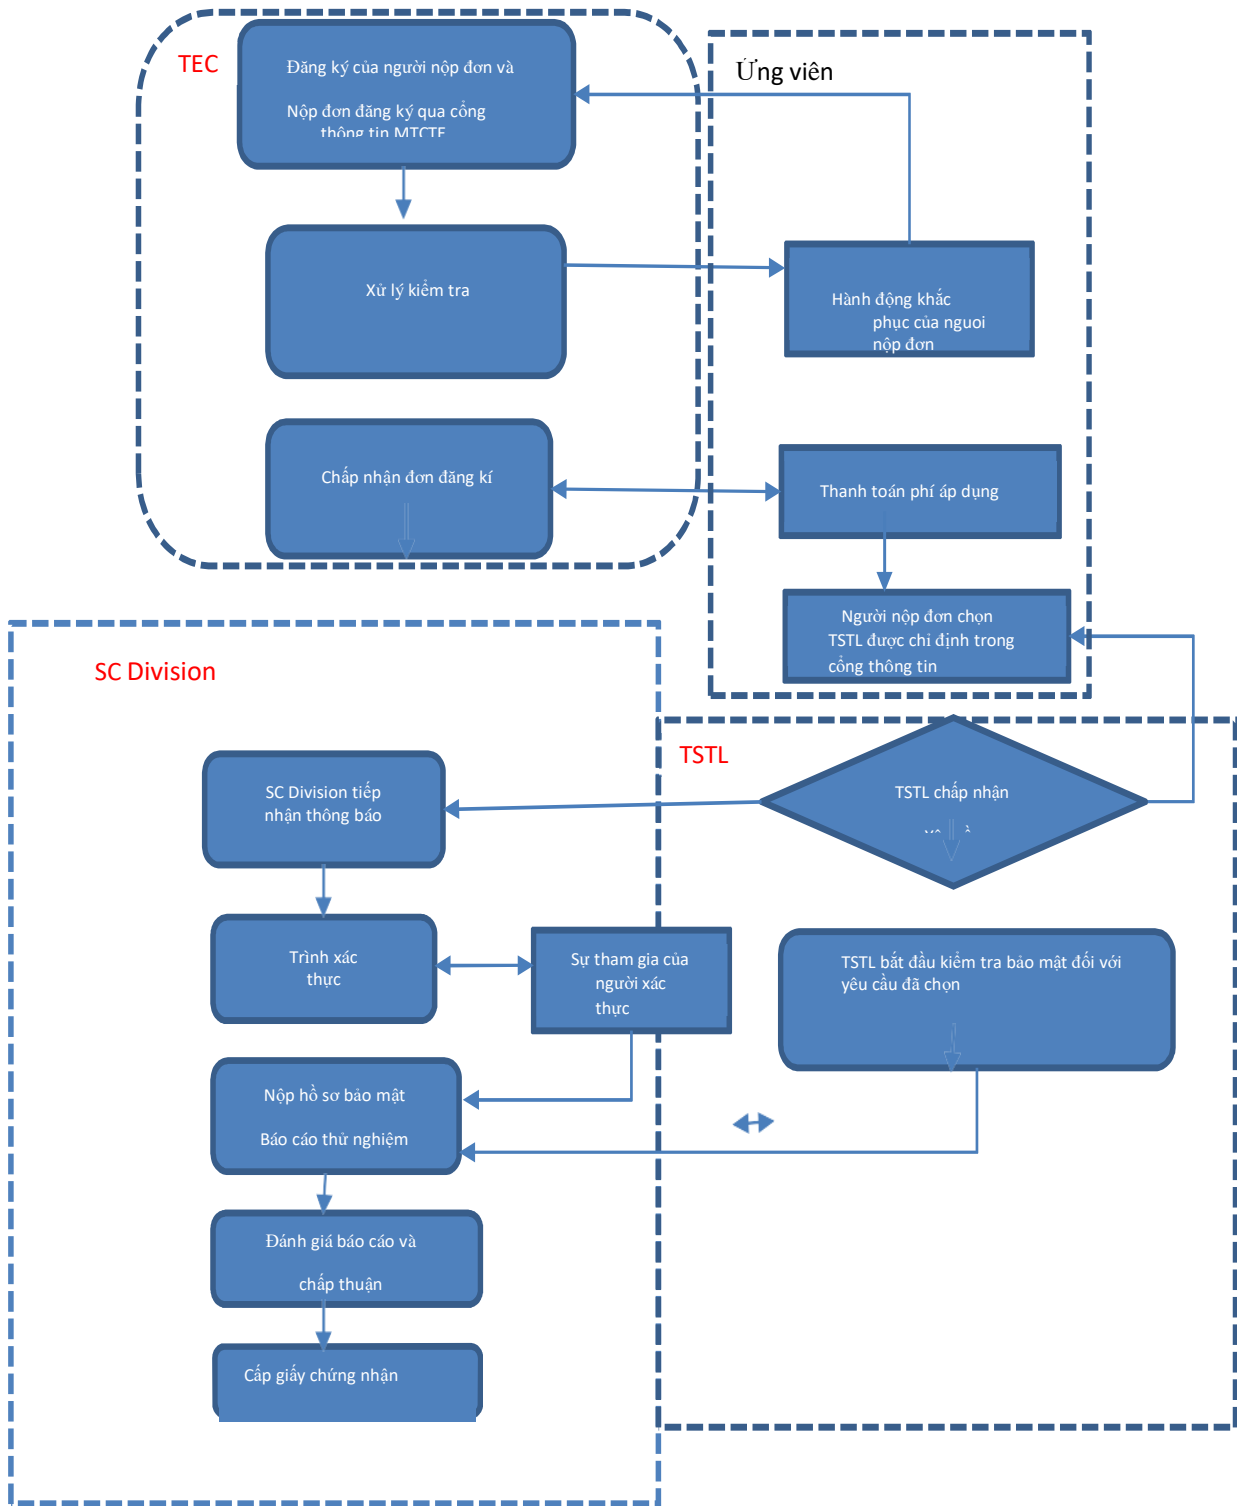 TEC
Đăng ký của người nộp đơn và
Nộp đơn đăng ký qua cổng
thông tin MTCTE
Ứng viên
Xử lý kiểm tra
Hành động khắc
phục của nguoi
nộp đơn
Chấp nhận đơn đăng kí
Thanh toán phí áp dụng
Người nộp đơn chọn
TSTL được chỉ định trong
cổng thông tin
SC Division
TSTL
SC Division tiếp
nhận thông báo
TSTL chấp nhận
Trình xác
thực
Sự tham gia của
người xác
thực
TSTL bắt đầu kiểm tra bảo mật đối với
yêu cầu đã chọn
Nộp hồ sơ bảo mật
Báo cáo thử nghiệm
Đánh giá báo cáo và
chấp thuận
Cấp giấy chứng nhận